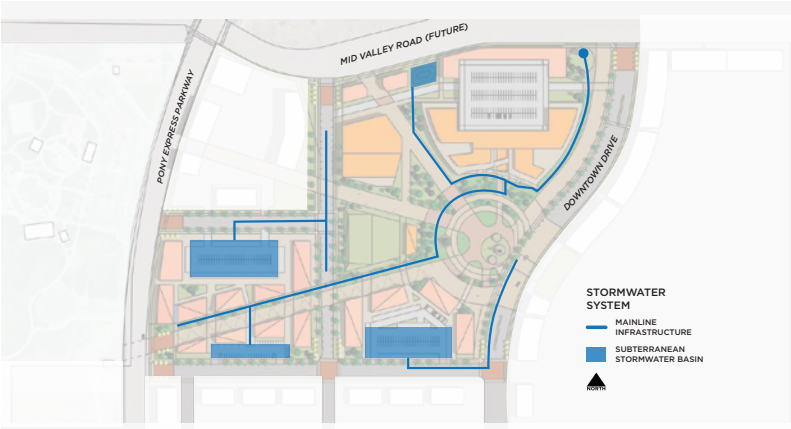 MID VALLEY ROAD (FUTURE)
PONY EXPRESS PARKWAY
DOWNTOWN DRIVE
STORMWATER
SYSTEM
MAINLINE
INFRASTRUCTURE
SUBTERRANEAN
STORMWATER BASIN
NORTH